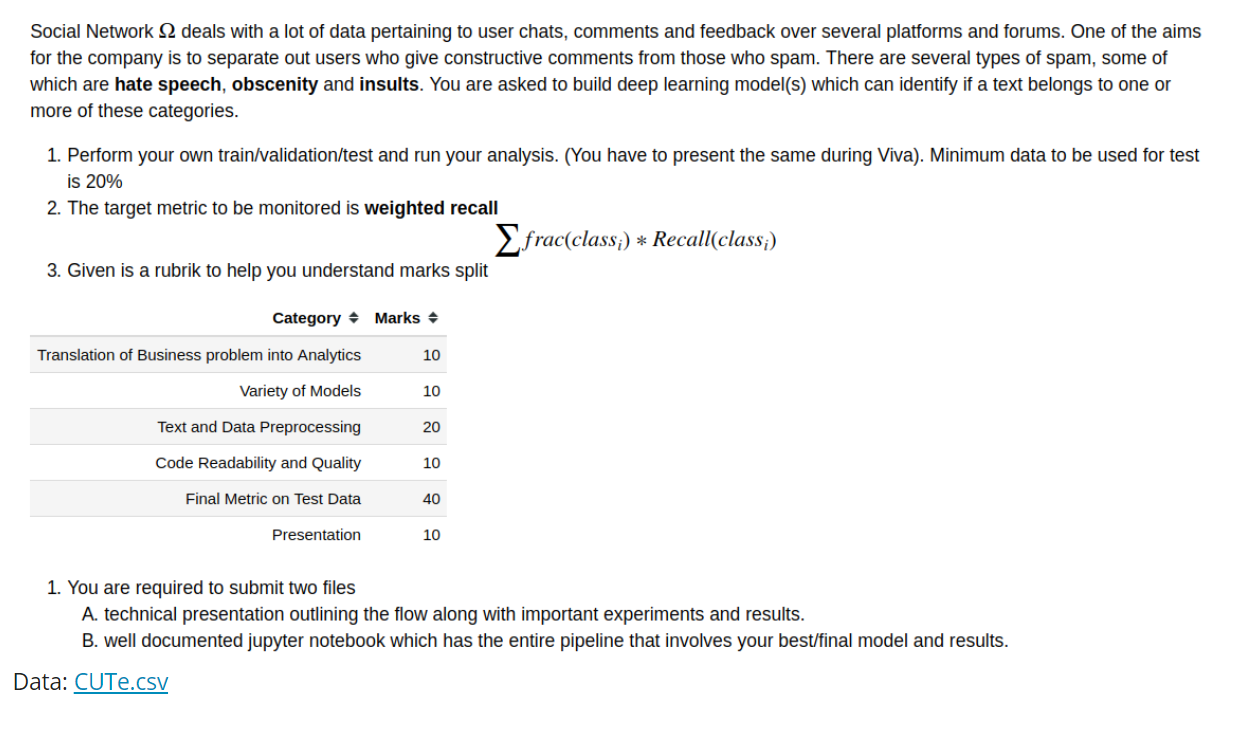 Social Network Ω deals with a lot of data pertaining to user chats, comments and feedback over several platforms and forums. One of the aims
for the company is to separate out users who give constructive comments from those who spam. There are several types of spam, some of
which are hate speech, obscenity and insults. You are asked to build deep learning model(s) which can identify if a text belongs to one or
more of these categories.
1. Perform your own train/validation/test and run your analysis. (You have to present the same during Viva). Minimum data to be used for test
is 20%
2. The target metric to be monitored is weighted recall
∑ frac(class_i) * Recall(class_i)
3. Given is a rubrik to help you understand marks split
Category Marks
Translation of Business problem into Analytics 10
Variety of Models 10
Text and Data Preprocessing 20
Code Readability and Quality 10
Final Metric on Test Data 40
Presentation 10
1. You are required to submit two files
A. technical presentation outlining the flow along with important experiments and results.
B. well documented jupyter notebook which has the entire pipeline that involves your best/final model and results.
Data: CUTe.csv